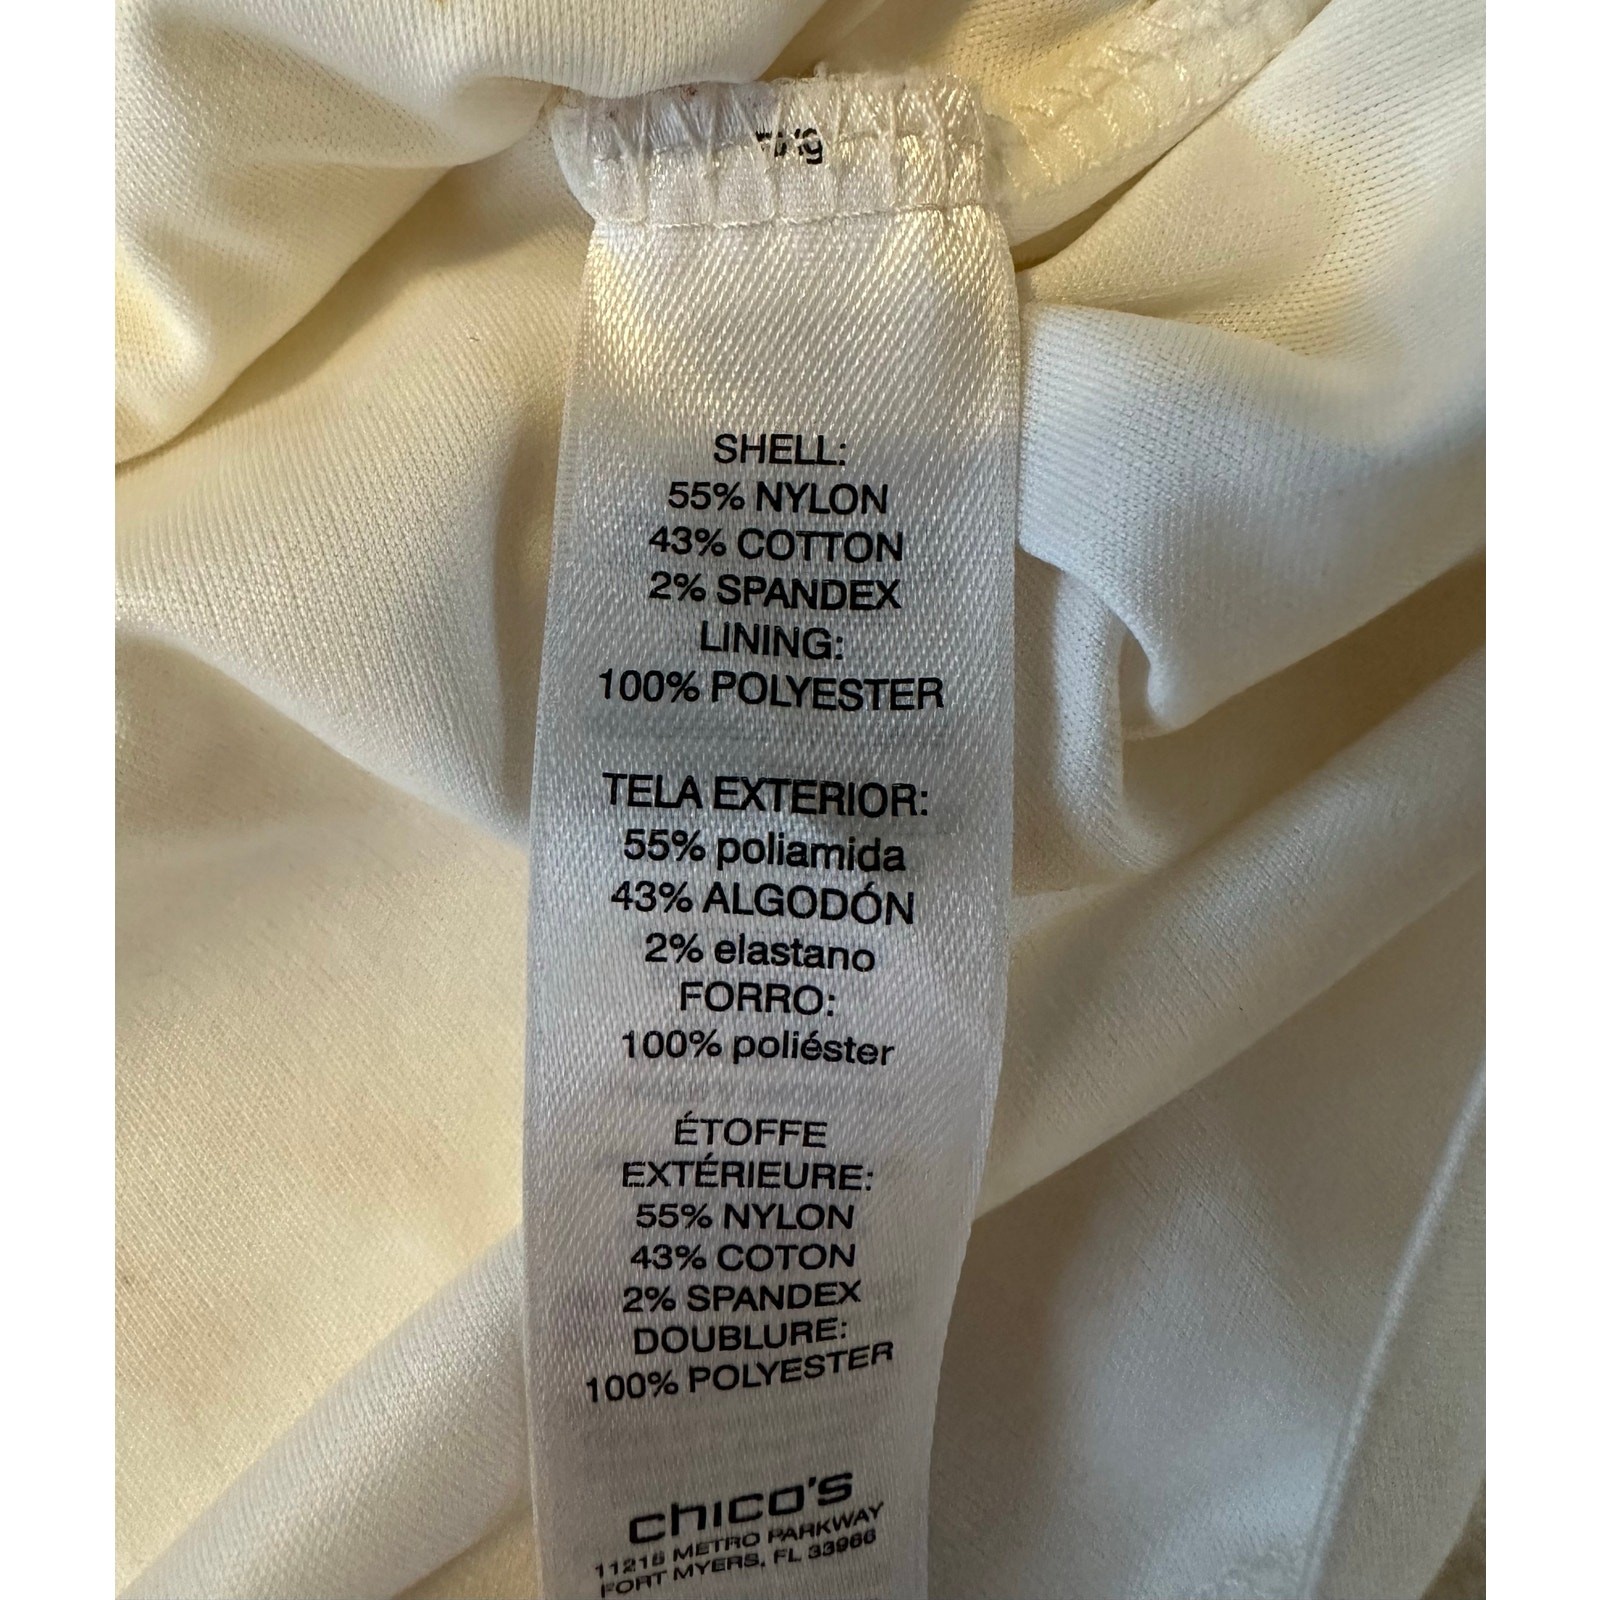 SHELL:
55% NYLON
43% COTTON
2% SPANDEX
LINING:
100% POLYESTER
TELA EXTERIOR:
55% poliamida
43% ALGODÓN
2% elastano
FORRO:
100% poliéster
ÉTOFFE
EXTÉRIEURE:
55% NYLON
43% COTON
2% SPANDEX
DOUBLURE:
100% POLYESTER
chico's
11215 METRO PARKWAY
FORT MYERS, FL 33966